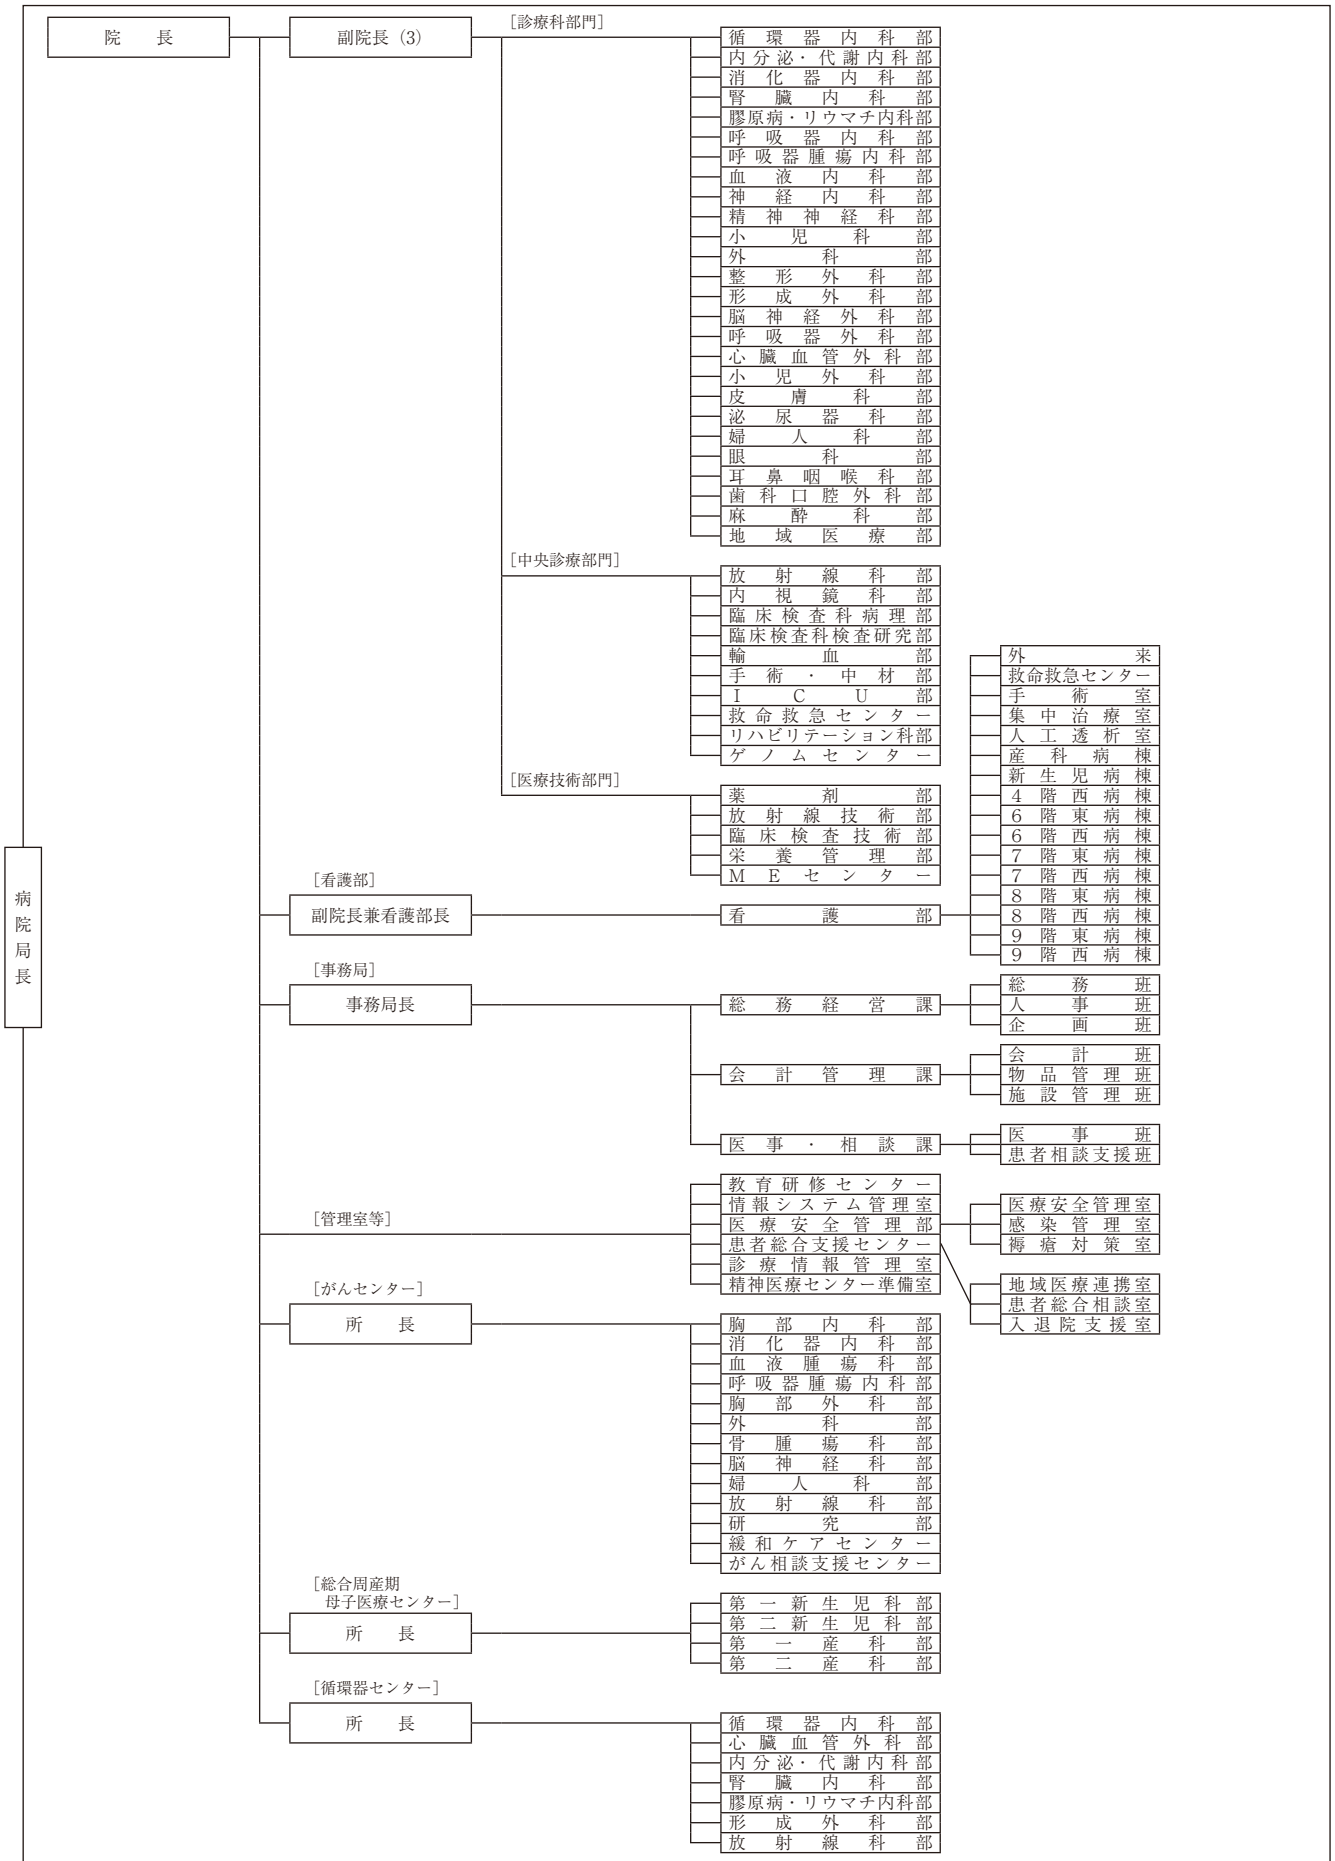 病院局長
院長
副院長(3)
[診療科部門]
循環器内科部
内分泌・代謝内科部
消化器内科部
腎臓内科部
膠原病・リウマチ内科部
呼吸器内科部
呼吸器腫瘍内科部
血液内科部
神経内科部
精神神経科部
小児科部
外科部
整形外科部
形成外科部
脳神経外科部
呼吸器外科部
心臓血管外科部
小児外科部
皮膚科部
泌尿器科部
婦人科部
眼科部
耳鼻咽喉科部
歯科口腔外科部
麻酔科部
地域医療部
[中央診療部門]
放射線科部
内視鏡科部
臨床検査科病理部
臨床検査科検査研究部
輸血部
手術・中材部
ICU部
救命救急センター
リハビリテーション科部
ゲノムセンター
[医療技術部門]
薬剤部
放射線技術部
臨床検査技術部
栄養管理部
MEセンター
[看護部]
副院長兼看護部長
看護部
外来
救命救急センター
手術室
集中治療室
人工透析室
産科病棟
新生児病棟
4階西病棟
6階東病棟
6階西病棟
7階東病棟
7階西病棟
8階東病棟
8階西病棟
9階東病棟
9階西病棟
[事務局]
事務局長
総務経営課
総務班
人事班
企画班
会計管理課
会計班
物品管理班
施設管理班
医事・相談課
医事班
患者相談支援班
[管理室等]
教育研修センター
情報システム管理室
医療安全管理部
患者総合支援センター
診療情報管理室
精神医療センター準備室
医療安全管理室
感染管理室
褥瘡対策室
地域医療連携室
患者総合相談室
入退院支援室
[がんセンター]
所長
胸部内科部
消化器内科部
血液腫瘍科部
呼吸器腫瘍内科部
胸部外科部
外科部
骨腫瘍科部
脳神経科部
婦人科部
放射線科部
研究部
緩和ケアセンター
がん相談支援センター
[総合周産期
母子医療センター]
所長
第一新生児科部
第二新生児科部
第一産科部
第二産科部
[循環器センター]
所長
循環器内科部
心臓血管外科部
内分泌・代謝内科部
腎臓内科部
膠原病・リウマチ内科部
形成外科部
放射線科部